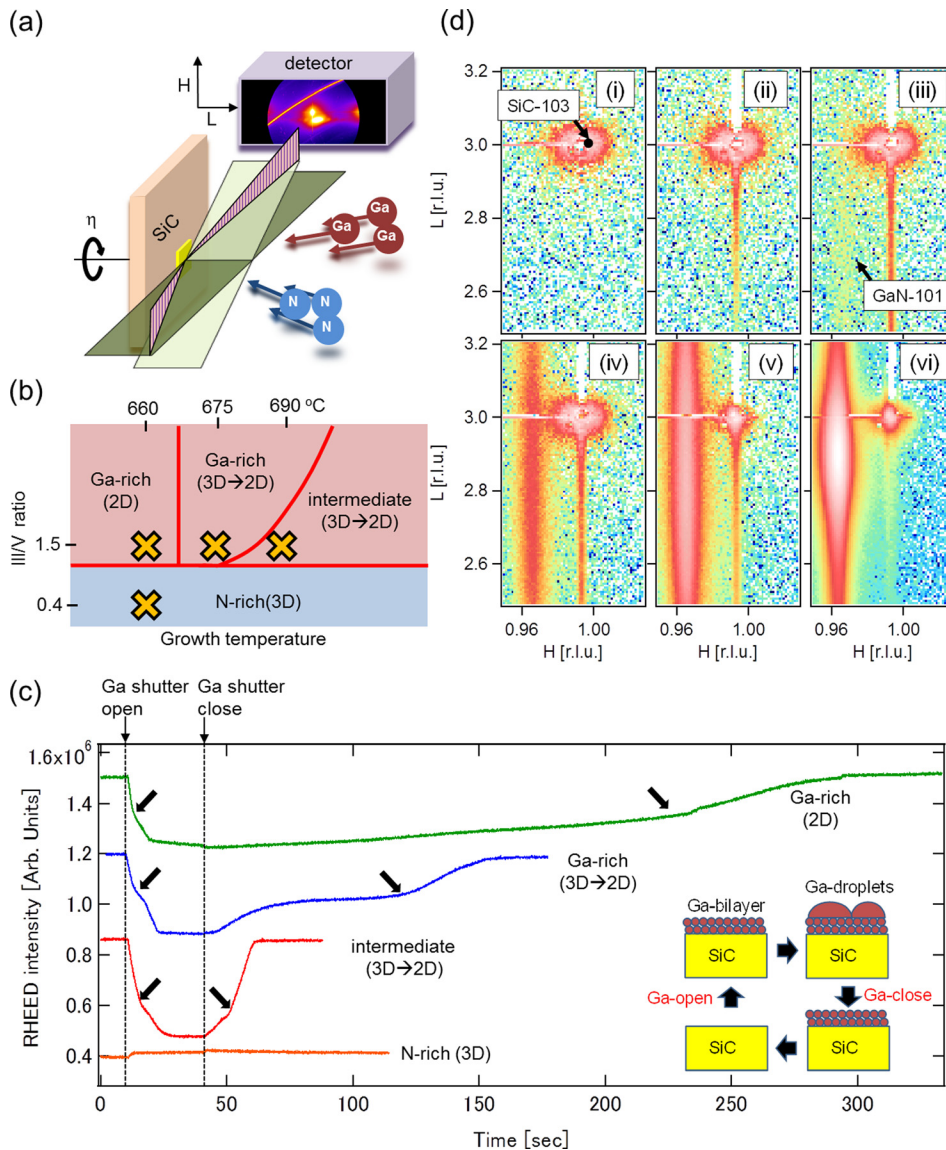 (a)
detector
H
L
SiC
η
Ga
Ga
Ga
N
N
N
(b)
660 675 690 °C
III/V ratio
1.5
0.4
Ga-rich
(2D)
Ga-rich
(3D→2D)
intermediate
(3D→2D)
N-rich(3D)
Growth temperature
(c)
Ga shutter
open
Ga shutter
close
1.6x10⁶
1.4
1.2
1.0
0.8
0.6
0.4
RHEED intensity [Arb. Units]
Ga-rich
(2D)
Ga-rich
(3D→2D)
intermediate
(3D→2D)
N-rich (3D)
Ga-bilayer
Ga-droplets
SiC
SiC
Ga-open
Ga-close
SiC
SiC
0 50 100 150 200 250 300
Time [sec]
(d)
3.2
3.0
2.8
2.6
L [r.l.u.]
(i)
SiC-103
(ii)
(iii)
GaN-101
3.2
3.0
2.8
2.6
L [r.l.u.]
(iv)
(v)
(vi)
0.96 1.00
0.96 1.00
0.96 1.00
H [r.l.u.]
H [r.l.u.]
H [r.l.u.]